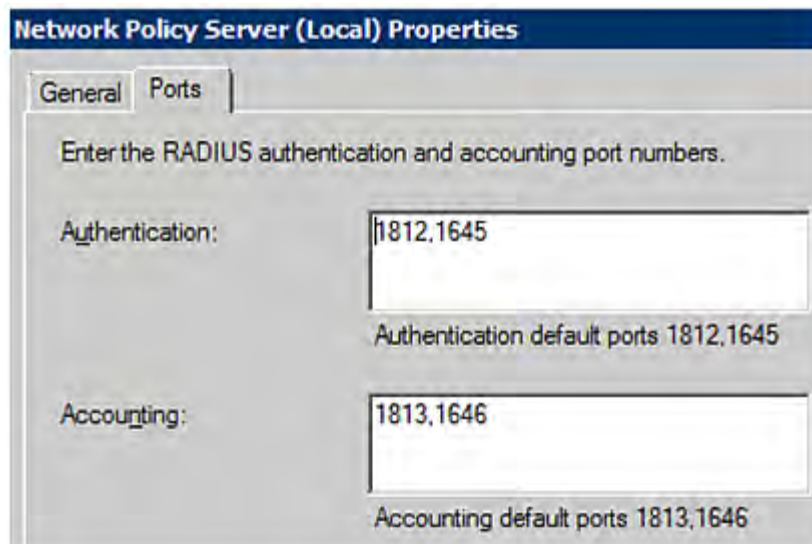 Network Policy Server (Local) Properties
General Ports
Enter the RADIUS authentication and accounting port numbers.
Authentication: 1812,1645
Authentication default ports 1812,1645
Accounting: 1813,1646
Accounting default ports 1813,1646